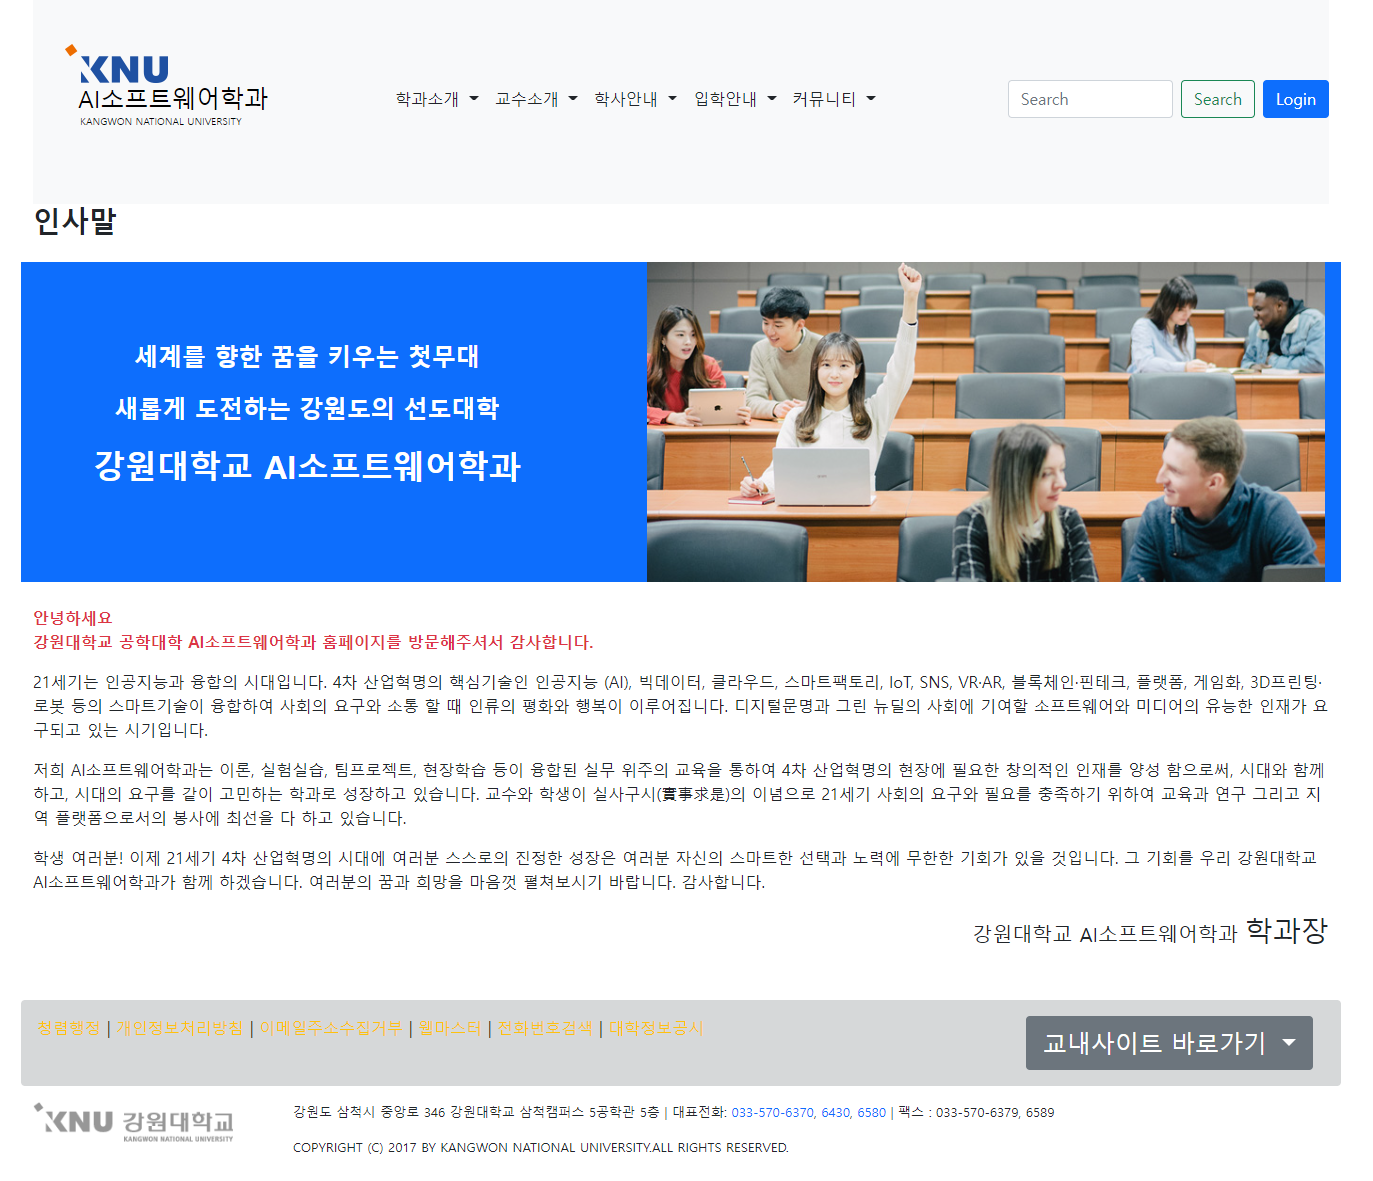 KNU
AI소프트웨어학과
KANGWON NATIONAL UNIVERSITY
학과소개 교수소개 학사안내 입학안내 커뮤니티 Search Search Login
인사말
세계를 향한 꿈을 키우는 첫무대
새롭게 도전하는 강원도의 선도대학
강원대학교 AI소프트웨어학과
안녕하세요
강원대학교 공학대학 AI소프트웨어학과 홈페이지를 방문해주셔서 감사합니다.
21세기는 인공지능과 융합의 시대입니다. 4차 산업혁명의 핵심기술인 인공지능 (AI), 빅데이터, 클라우드, 스마트팩토리, IoT, SNS, VR·AR, 블록체인·핀테크, 플랫폼, 게임화, 3D프린팅·
로봇 등의 스마트기술이 융합하여 사회의 요구와 소통 할 때 인류의 평화와 행복이 이루어집니다. 디지털문명과 그린 뉴딜의 사회에 기여할 소프트웨어와 미디어의 유능한 인재가 요
구되고 있는 시기입니다.
저희 AI소프트웨어학과는 이론, 실험실습, 팀프로젝트, 현장학습 등이 융합된 실무 위주의 교육을 통하여 4차 산업혁명의 현장에 필요한 창의적인 인재를 양성 함으로써, 시대와 함께
하고, 시대의 요구를 같이 고민하는 학과로 성장하고 있습니다. 교수와 학생이 실사구시(實事求是)의 이념으로 21세기 사회의 요구와 필요를 충족하기 위하여 교육과 연구 그리고 지
역 플랫폼으로서의 봉사에 최선을 다 하고 있습니다.
학생 여러분! 이제 21세기 4차 산업혁명의 시대에 여러분 스스로의 진정한 성장은 여러분 자신의 스마트한 선택과 노력에 무한한 기회가 있을 것입니다. 그 기회를 우리 강원대학교
AI소프트웨어학과가 함께 하겠습니다. 여러분의 꿈과 희망을 마음껏 펼쳐보시기 바랍니다. 감사합니다.
강원대학교 AI소프트웨어학과 학과장
청렴행정 | 개인정보처리방침 | 이메일주소수집거부 | 웹마스터 | 전화번호검색 | 대학정보공시
교내사이트 바로가기
KNU 강원대학교
KANGWON NATIONAL UNIVERSITY
강원도 삼척시 중앙로 346 강원대학교 삼척캠퍼스 5공학관 5층 | 대표전화: 033-570-6370, 6430, 6580 | 팩스 : 033-570-6379, 6589
COPYRIGHT (C) 2017 BY KANGWON NATIONAL UNIVERSITY.ALL RIGHTS RESERVED.